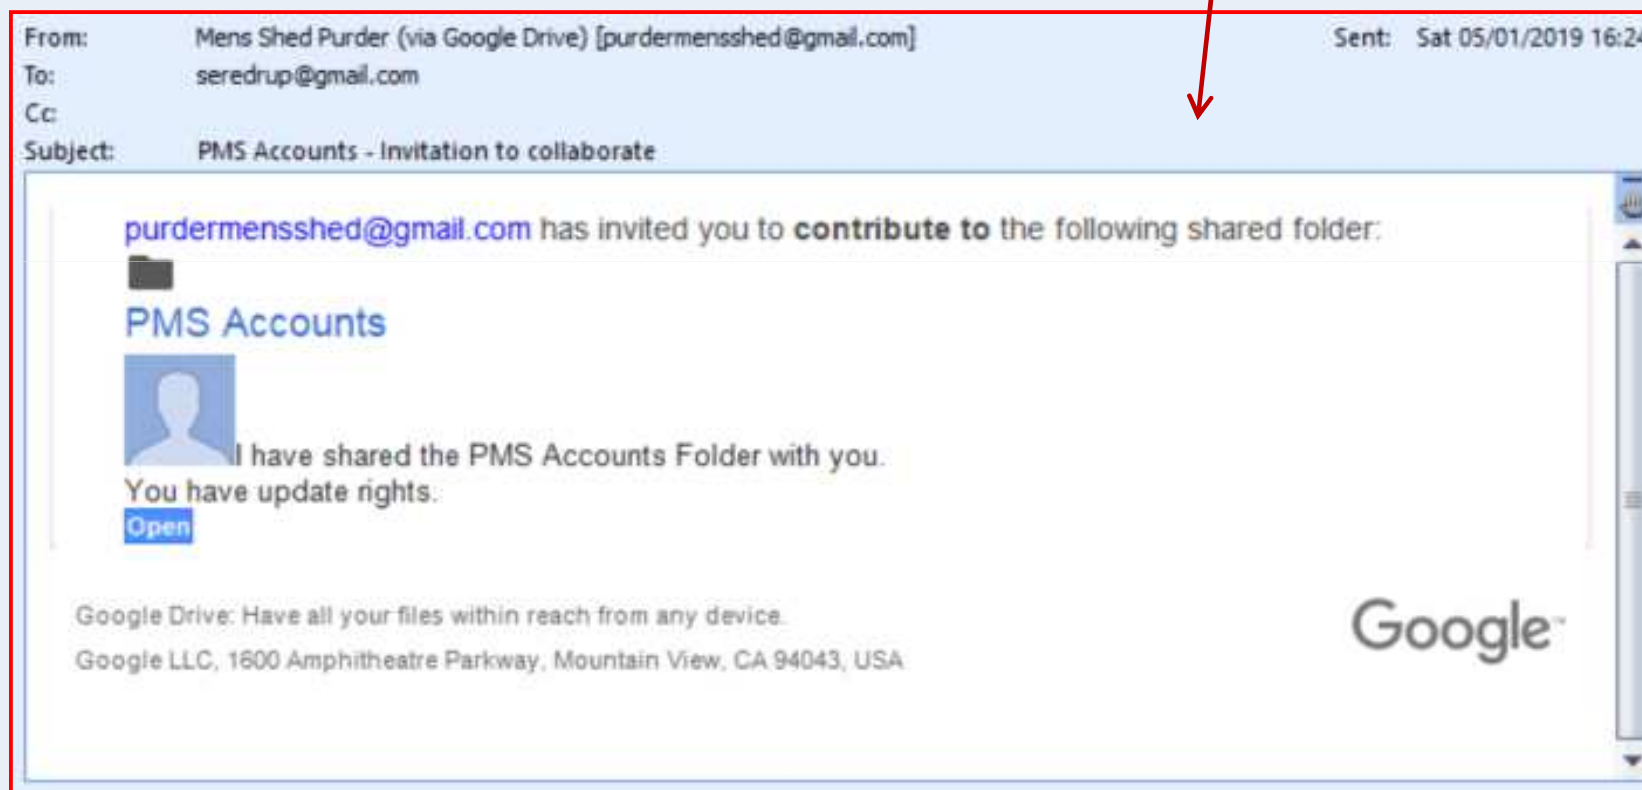 From: Mens Shed Purder (via Google Drive) [purdermensshed@gmail.com] Sent: Sat 05/01/2019 16:24
To: seredrup@gmail.com
Cc:
Subject: PMS Accounts - Invitation to collaborate
purdermensshed@gmail.com has invited you to contribute to the following shared folder:
PMS Accounts
I have shared the PMS Accounts Folder with you.
You have update rights.
Open
Google Drive: Have all your files within reach from any device.
Google LLC, 1600 Amphitheatre Parkway, Mountain View, CA 94043, USA
Google™